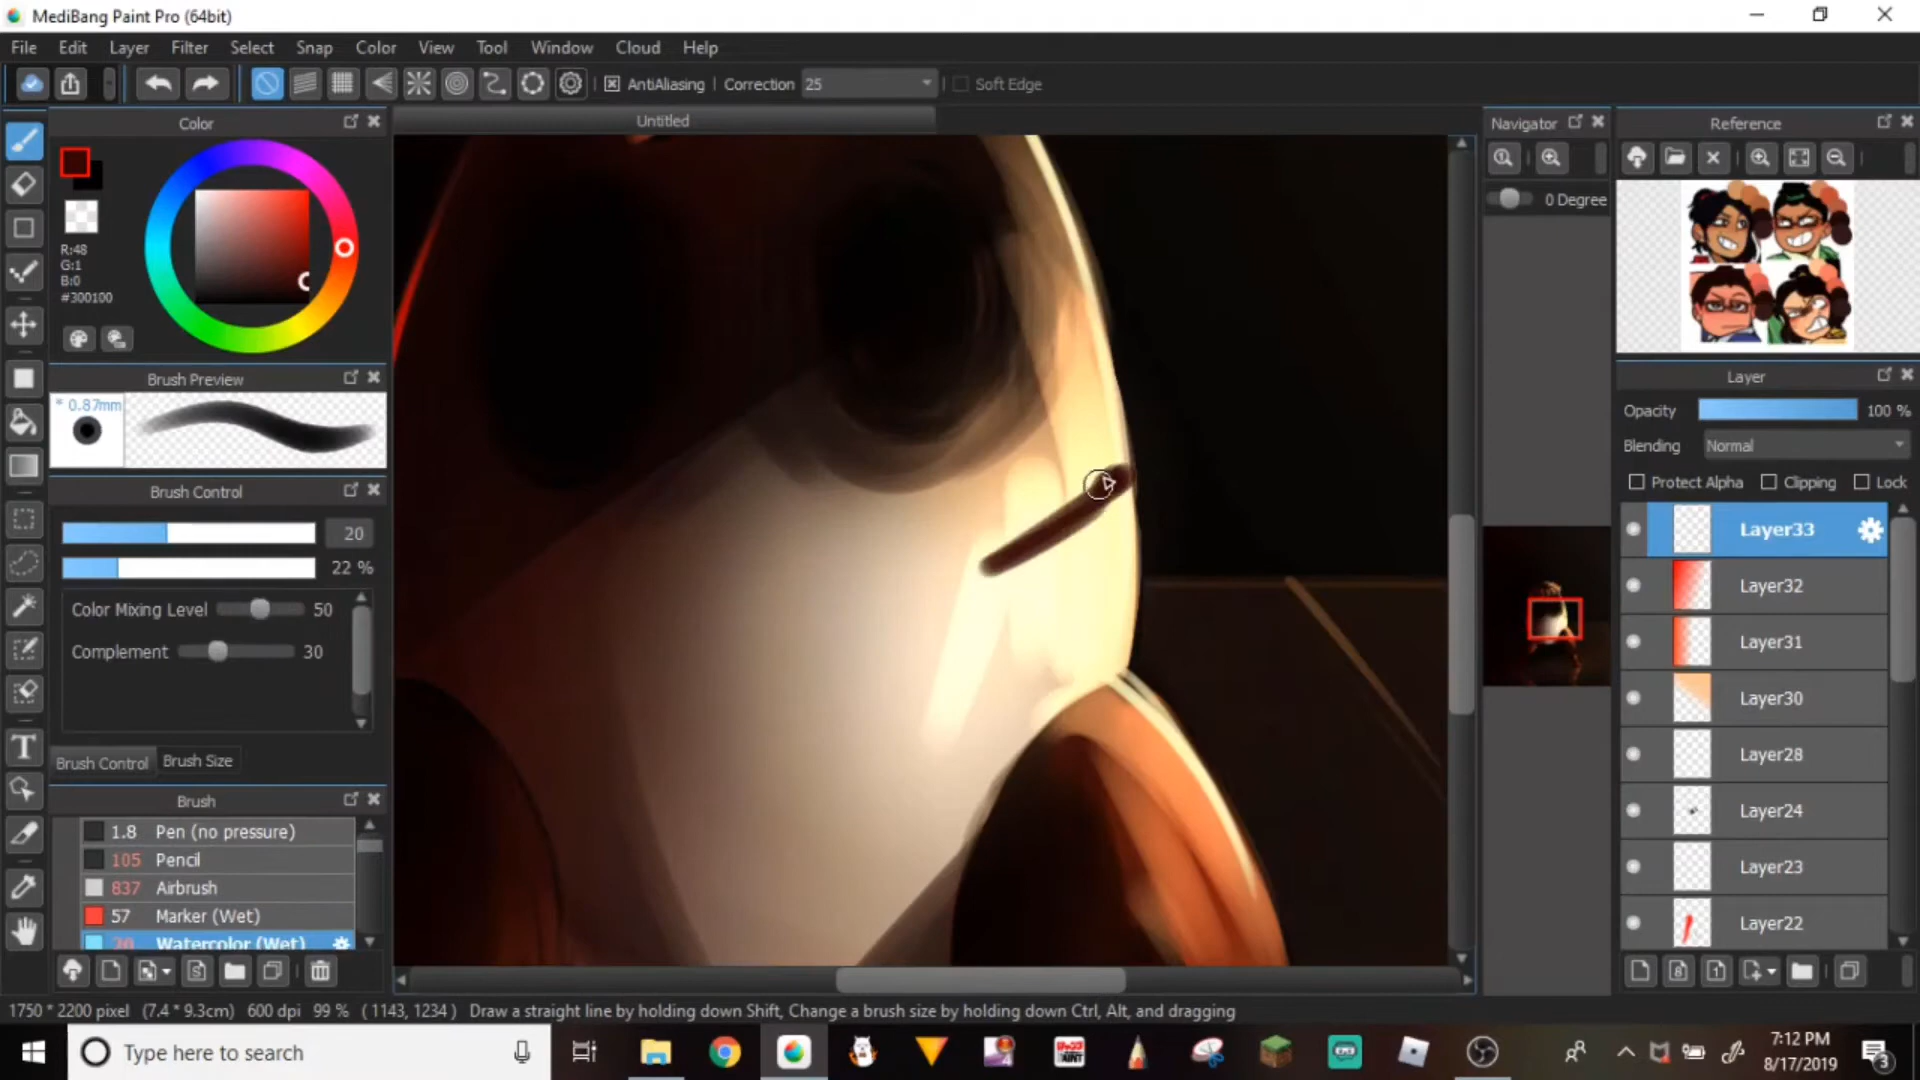 MediBang Paint Pro (64bit)
File Edit Layer Filter Select Snap Color View Tool Window Cloud Help
AntiAliasing Correction 25 Soft Edge
Color
Untitled
Navigator
Reference
0 Degree
R:48
G:1
B:0
#300100
Brush Preview
* 0.87mm
Layer
Opacity 100 %
Blending Normal
Protect Alpha Clipping Lock
Brush Control
20
22 %
Color Mixing Level 50
Complement 30
Brush Control Brush Size
Layer33
Layer32
Layer31
Layer30
Layer28
Layer24
Layer23
Layer22
Brush
1.8 Pen (no pressure)
105 Pencil
837 Airbrush
57 Marker (Wet)
70 Watercolor (Wet)
1750 * 2200 pixel (7.4 * 9.3cm) 600 dpi 99 % ( 1143, 1234 ) Draw a straight line by holding down Shift, Change a brush size by holding down Ctrl, Alt, and dragging
Type here to search
7:12 PM
8/17/2019
3